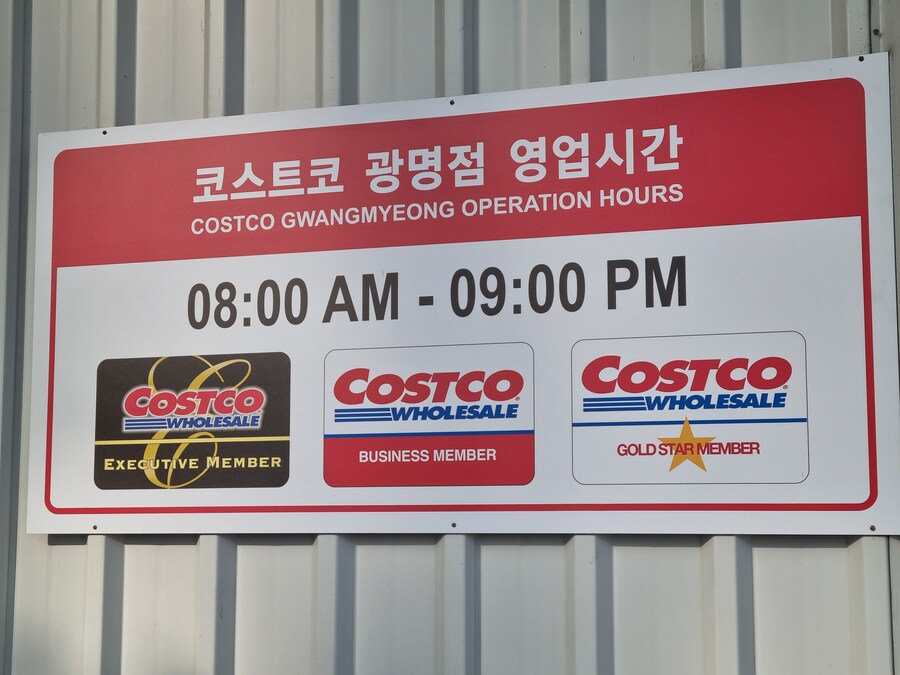 코스트코 광명점 영업시간
COSTCO GWANGMYEONG OPERATION HOURS
08:00 AM - 09:00 PM
COSTCO
WHOLESALE
EXECUTIVE MEMBER
COSTCO
WHOLESALE
BUSINESS MEMBER
COSTCO
WHOLESALE
GOLD STAR MEMBER